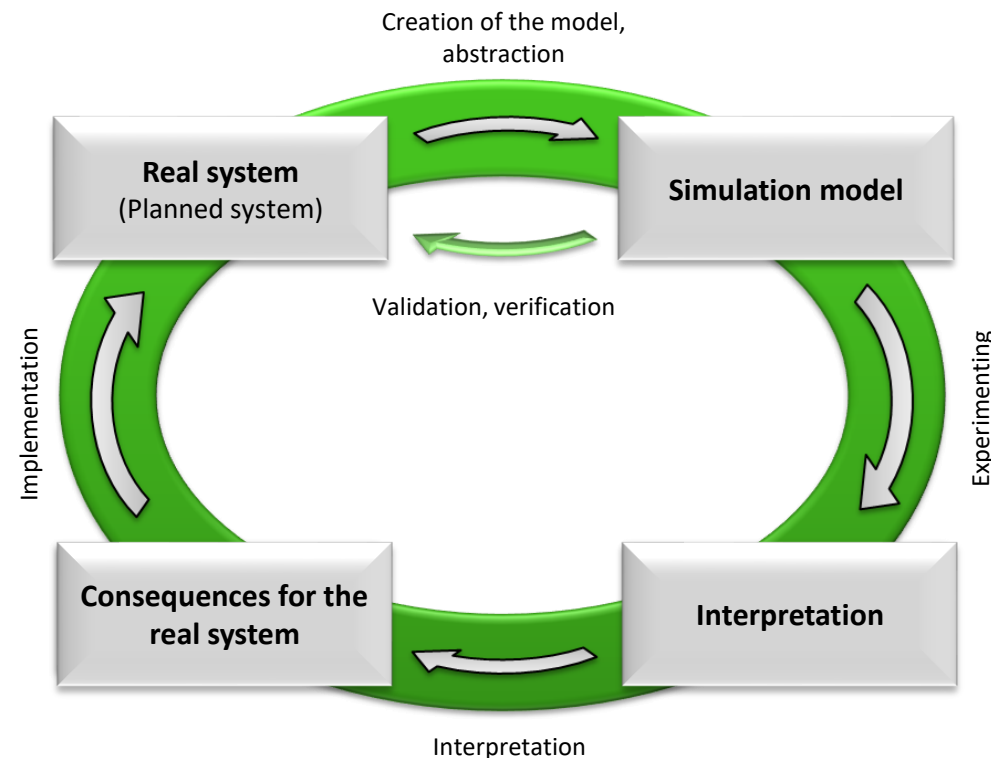 Creation of the model,
abstraction
Real system
(Planned system)
Simulation model
Validation, verification
Implementation
Experimenting
Consequences for the
real system
Interpretation
Interpretation